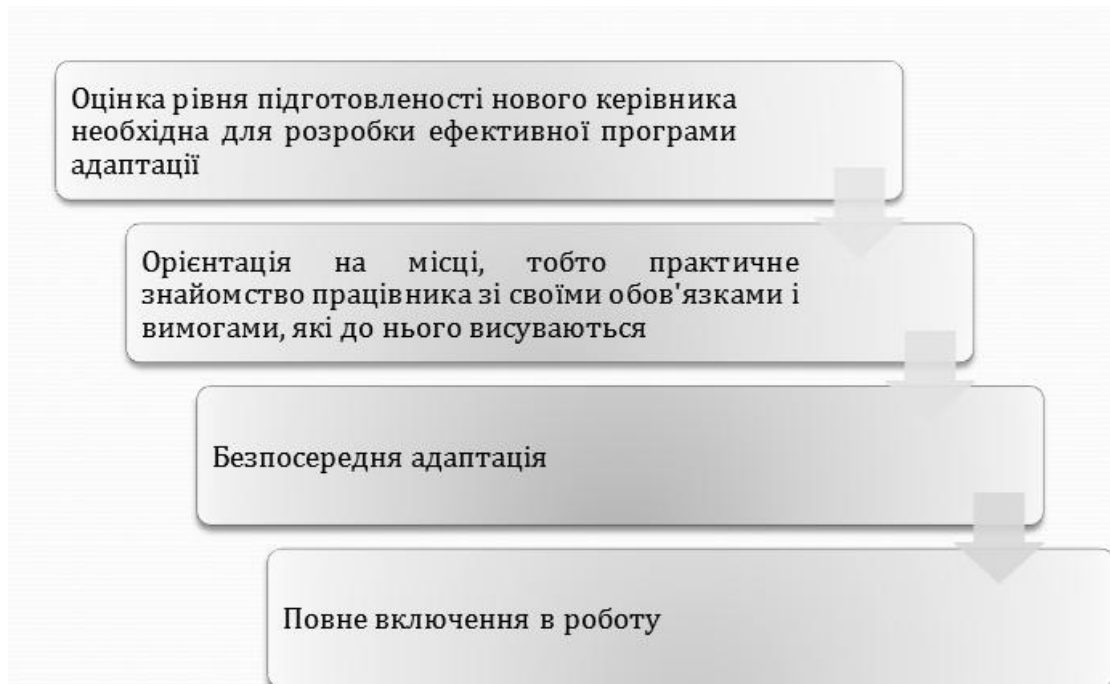 Оцінка рівня підготовленості нового керівника
необхідна для розробки ефективної програми
адаптації
Орієнтація на місці, тобто практичне
знайомство працівника зі своїми обов'язками і
вимогами, які до нього висуваються
Безпосередня адаптація
Повне включення в роботу